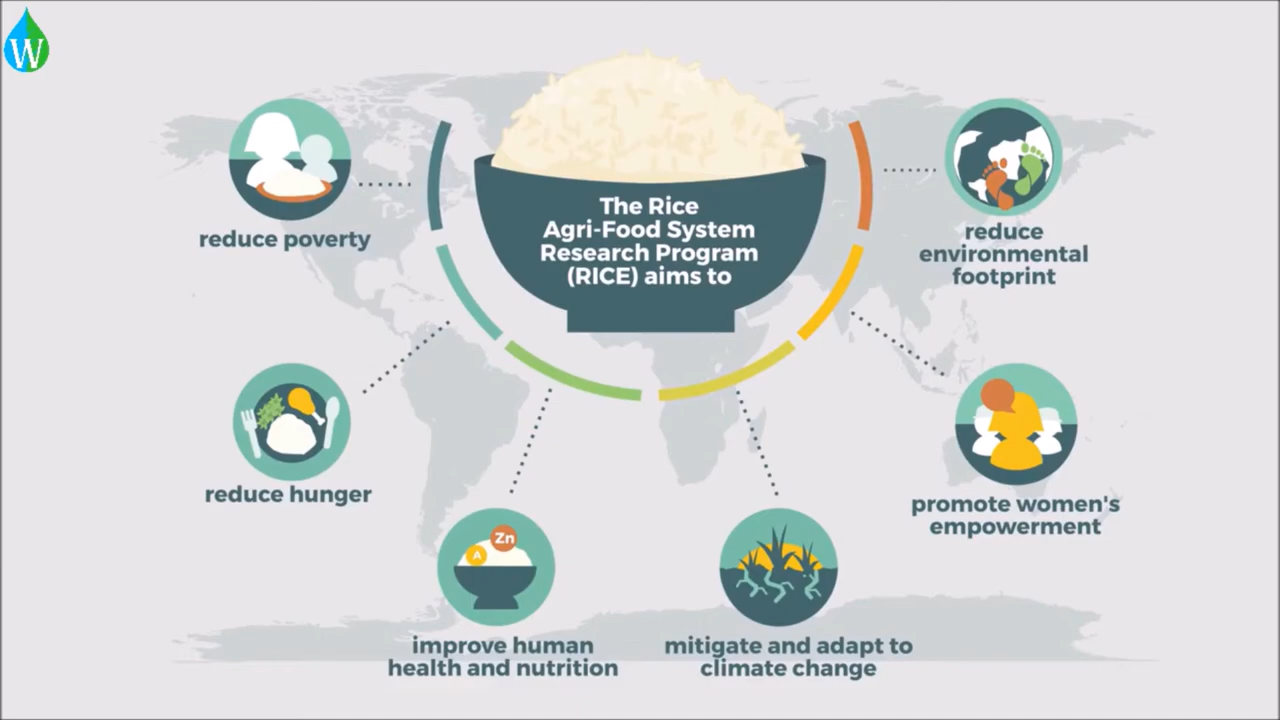 W
The Rice
Agri-Food System
Research Program
(RICE) aims to
reduce poverty
reduce hunger
A
Zn
improve human
health and nutrition
mitigate and adapt to
climate change
promote women's
empowerment
reduce
environmental
footprint